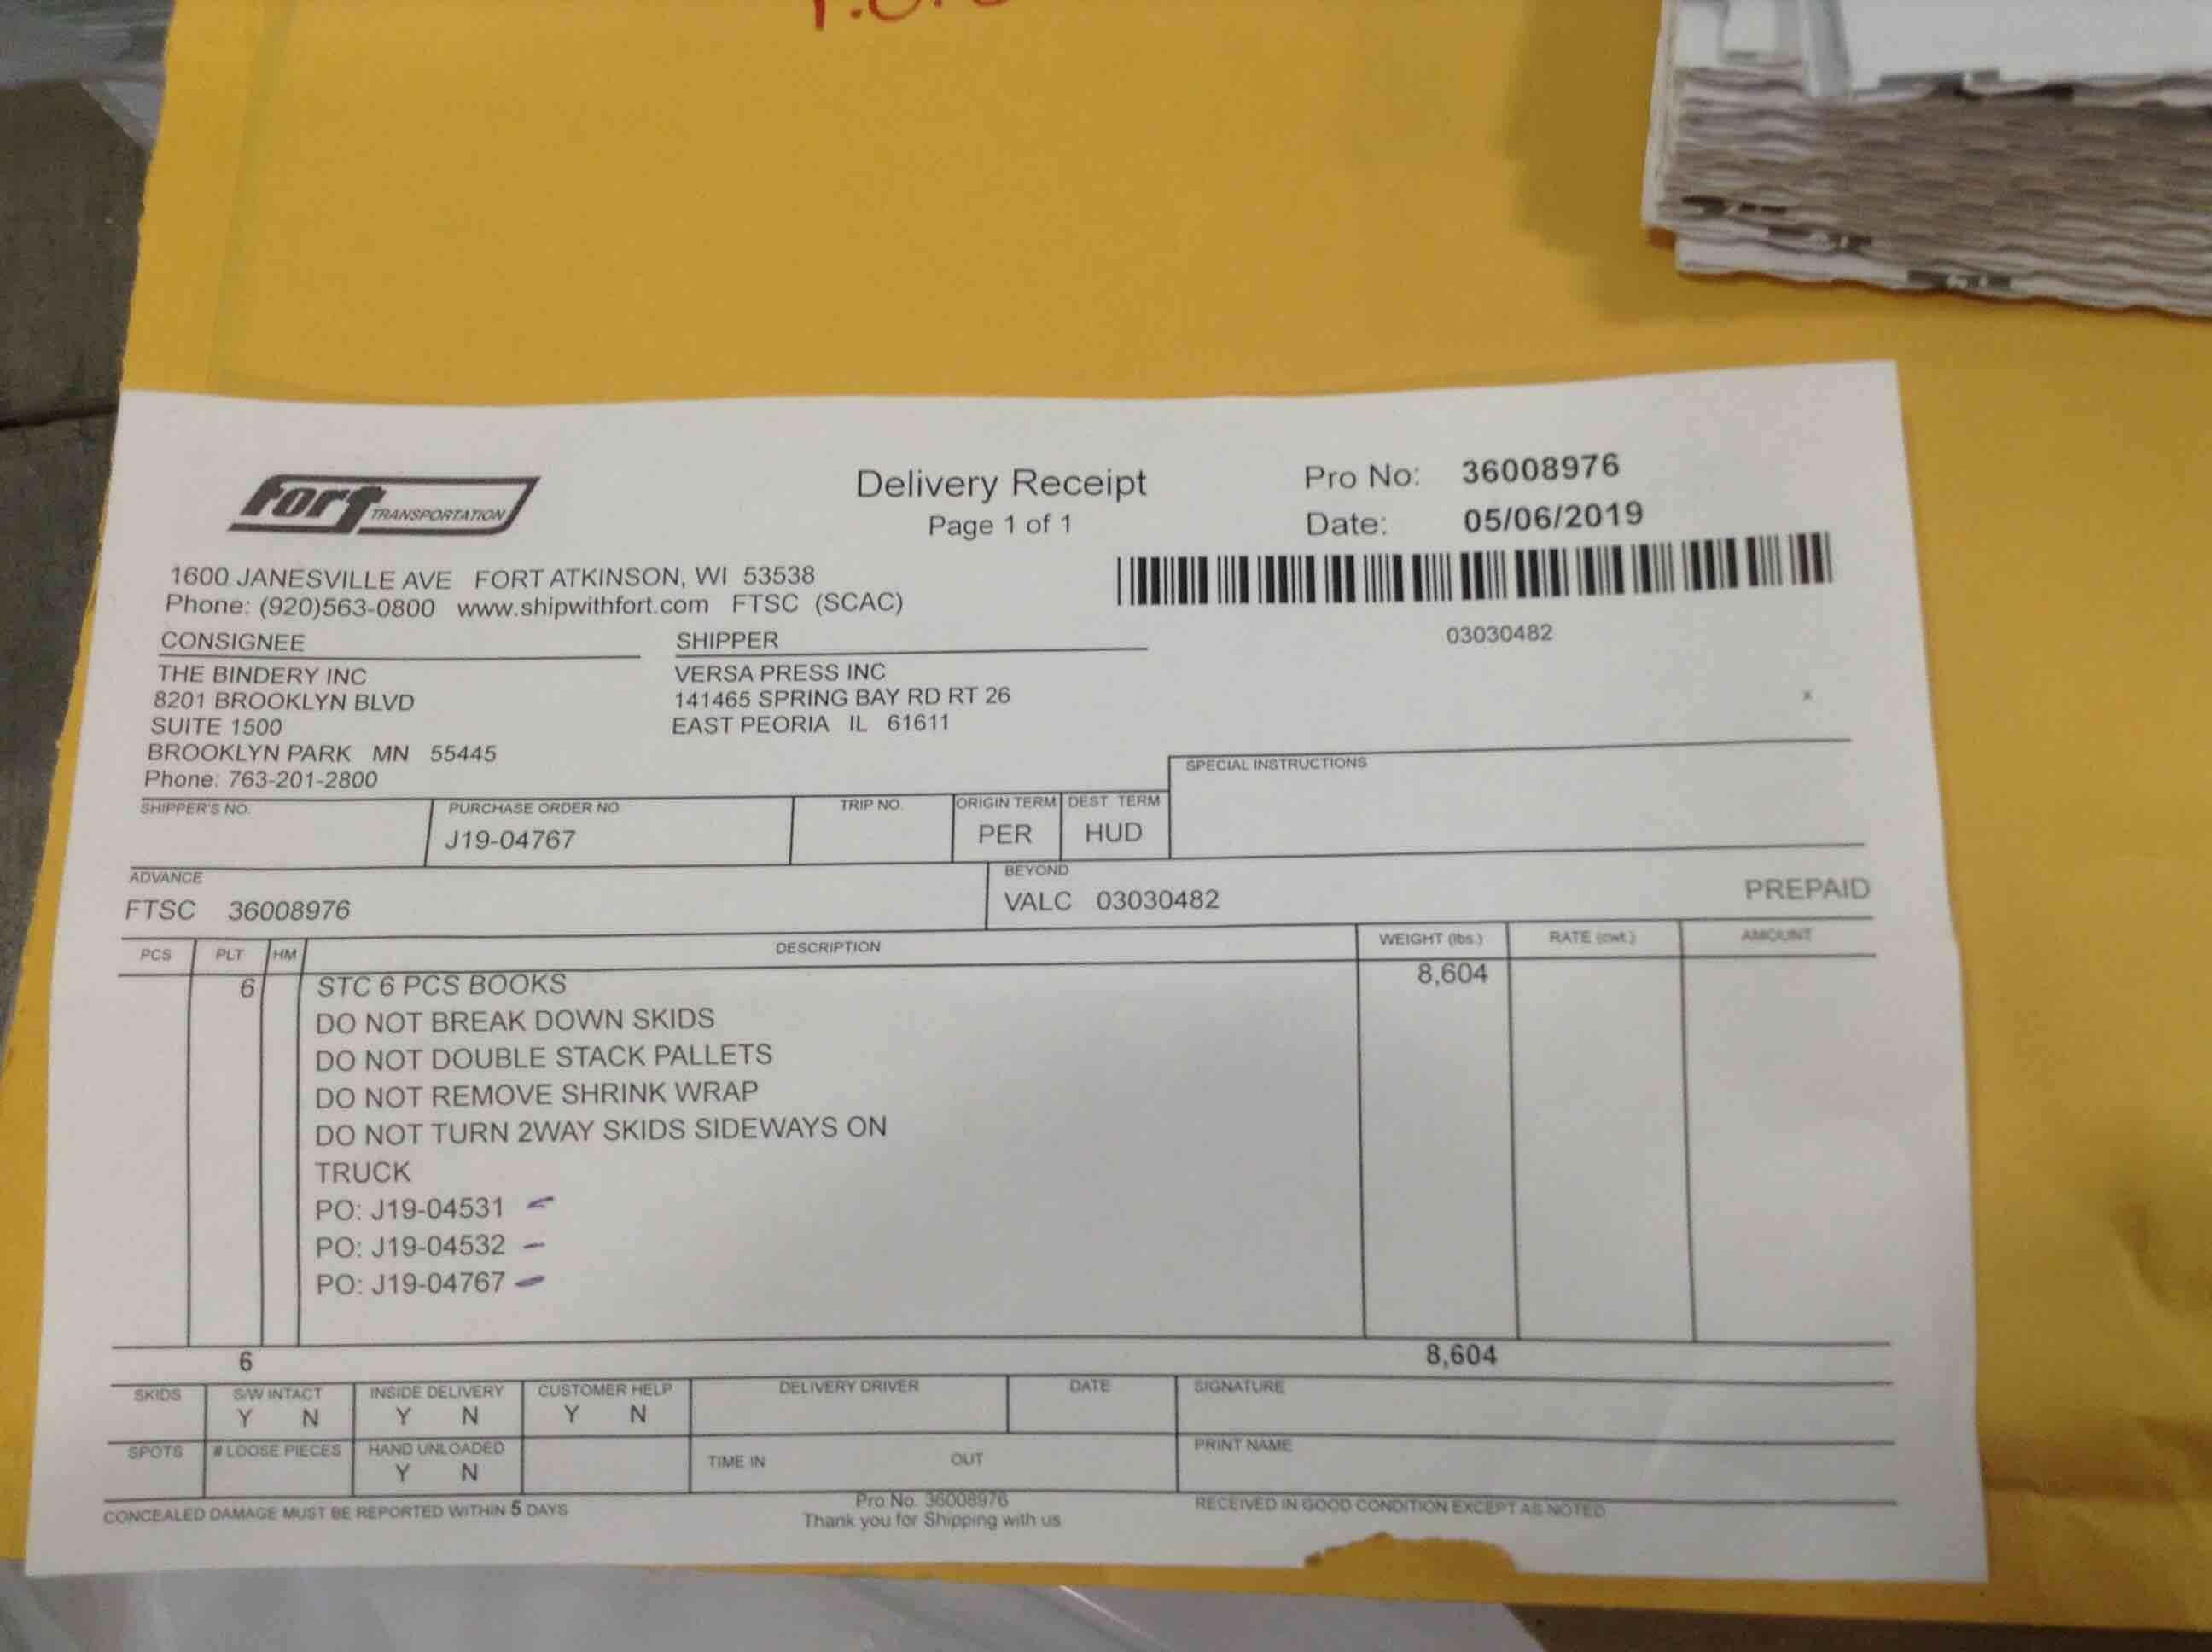 fort TRANSPORTATION
Delivery Receipt
Page 1 of 1
Pro No: 36008976
Date: 05/06/2019
1600 JANESVILLE AVE FORT ATKINSON, WI 53538
Phone: (920)563-0800 www.shipwithfort.com FTSC (SCAC)
03030482
CONSIGNEE
THE BINDERY INC
8201 BROOKLYN BLVD
SUITE 1500
BROOKLYN PARK MN 55445
Phone: 763-201-2800
SHIPPER
VERSA PRESS INC
141465 SPRING BAY RD RT 26
EAST PEORIA IL 61611
SPECIAL INSTRUCTIONS
SHIPPER'S NO. PURCHASE ORDER NO. TRIP NO. ORIGIN TERM DEST TERM
J19-04767 PER HUD
ADVANCE BEYOND
FTSC 36008976 VALC 03030482 PREPAID
PCS PLT HM DESCRIPTION WEIGHT (lbs.) RATE (cwt.) AMOUNT
6 STC 6 PCS BOOKS 8,604
DO NOT BREAK DOWN SKIDS
DO NOT DOUBLE STACK PALLETS
DO NOT REMOVE SHRINK WRAP
DO NOT TURN 2WAY SKIDS SIDEWAYS ON
TRUCK
PO: J19-04531
PO: J19-04532
PO: J19-04767
6 8,604
SKIDS S/W INTACT INSIDE DELIVERY CUSTOMER HELP DELIVERY DRIVER DATE SIGNATURE
Y N Y N Y N
SPOTS # LOOSE PIECES HAND UNLOADED TIME IN OUT PRINT NAME
Y N
CONCEALED DAMAGE MUST BE REPORTED WITHIN 5 DAYS
Pro No. 36008976
Thank you for Shipping with us
RECEIVED IN GOOD CONDITION EXCEPT AS NOTED